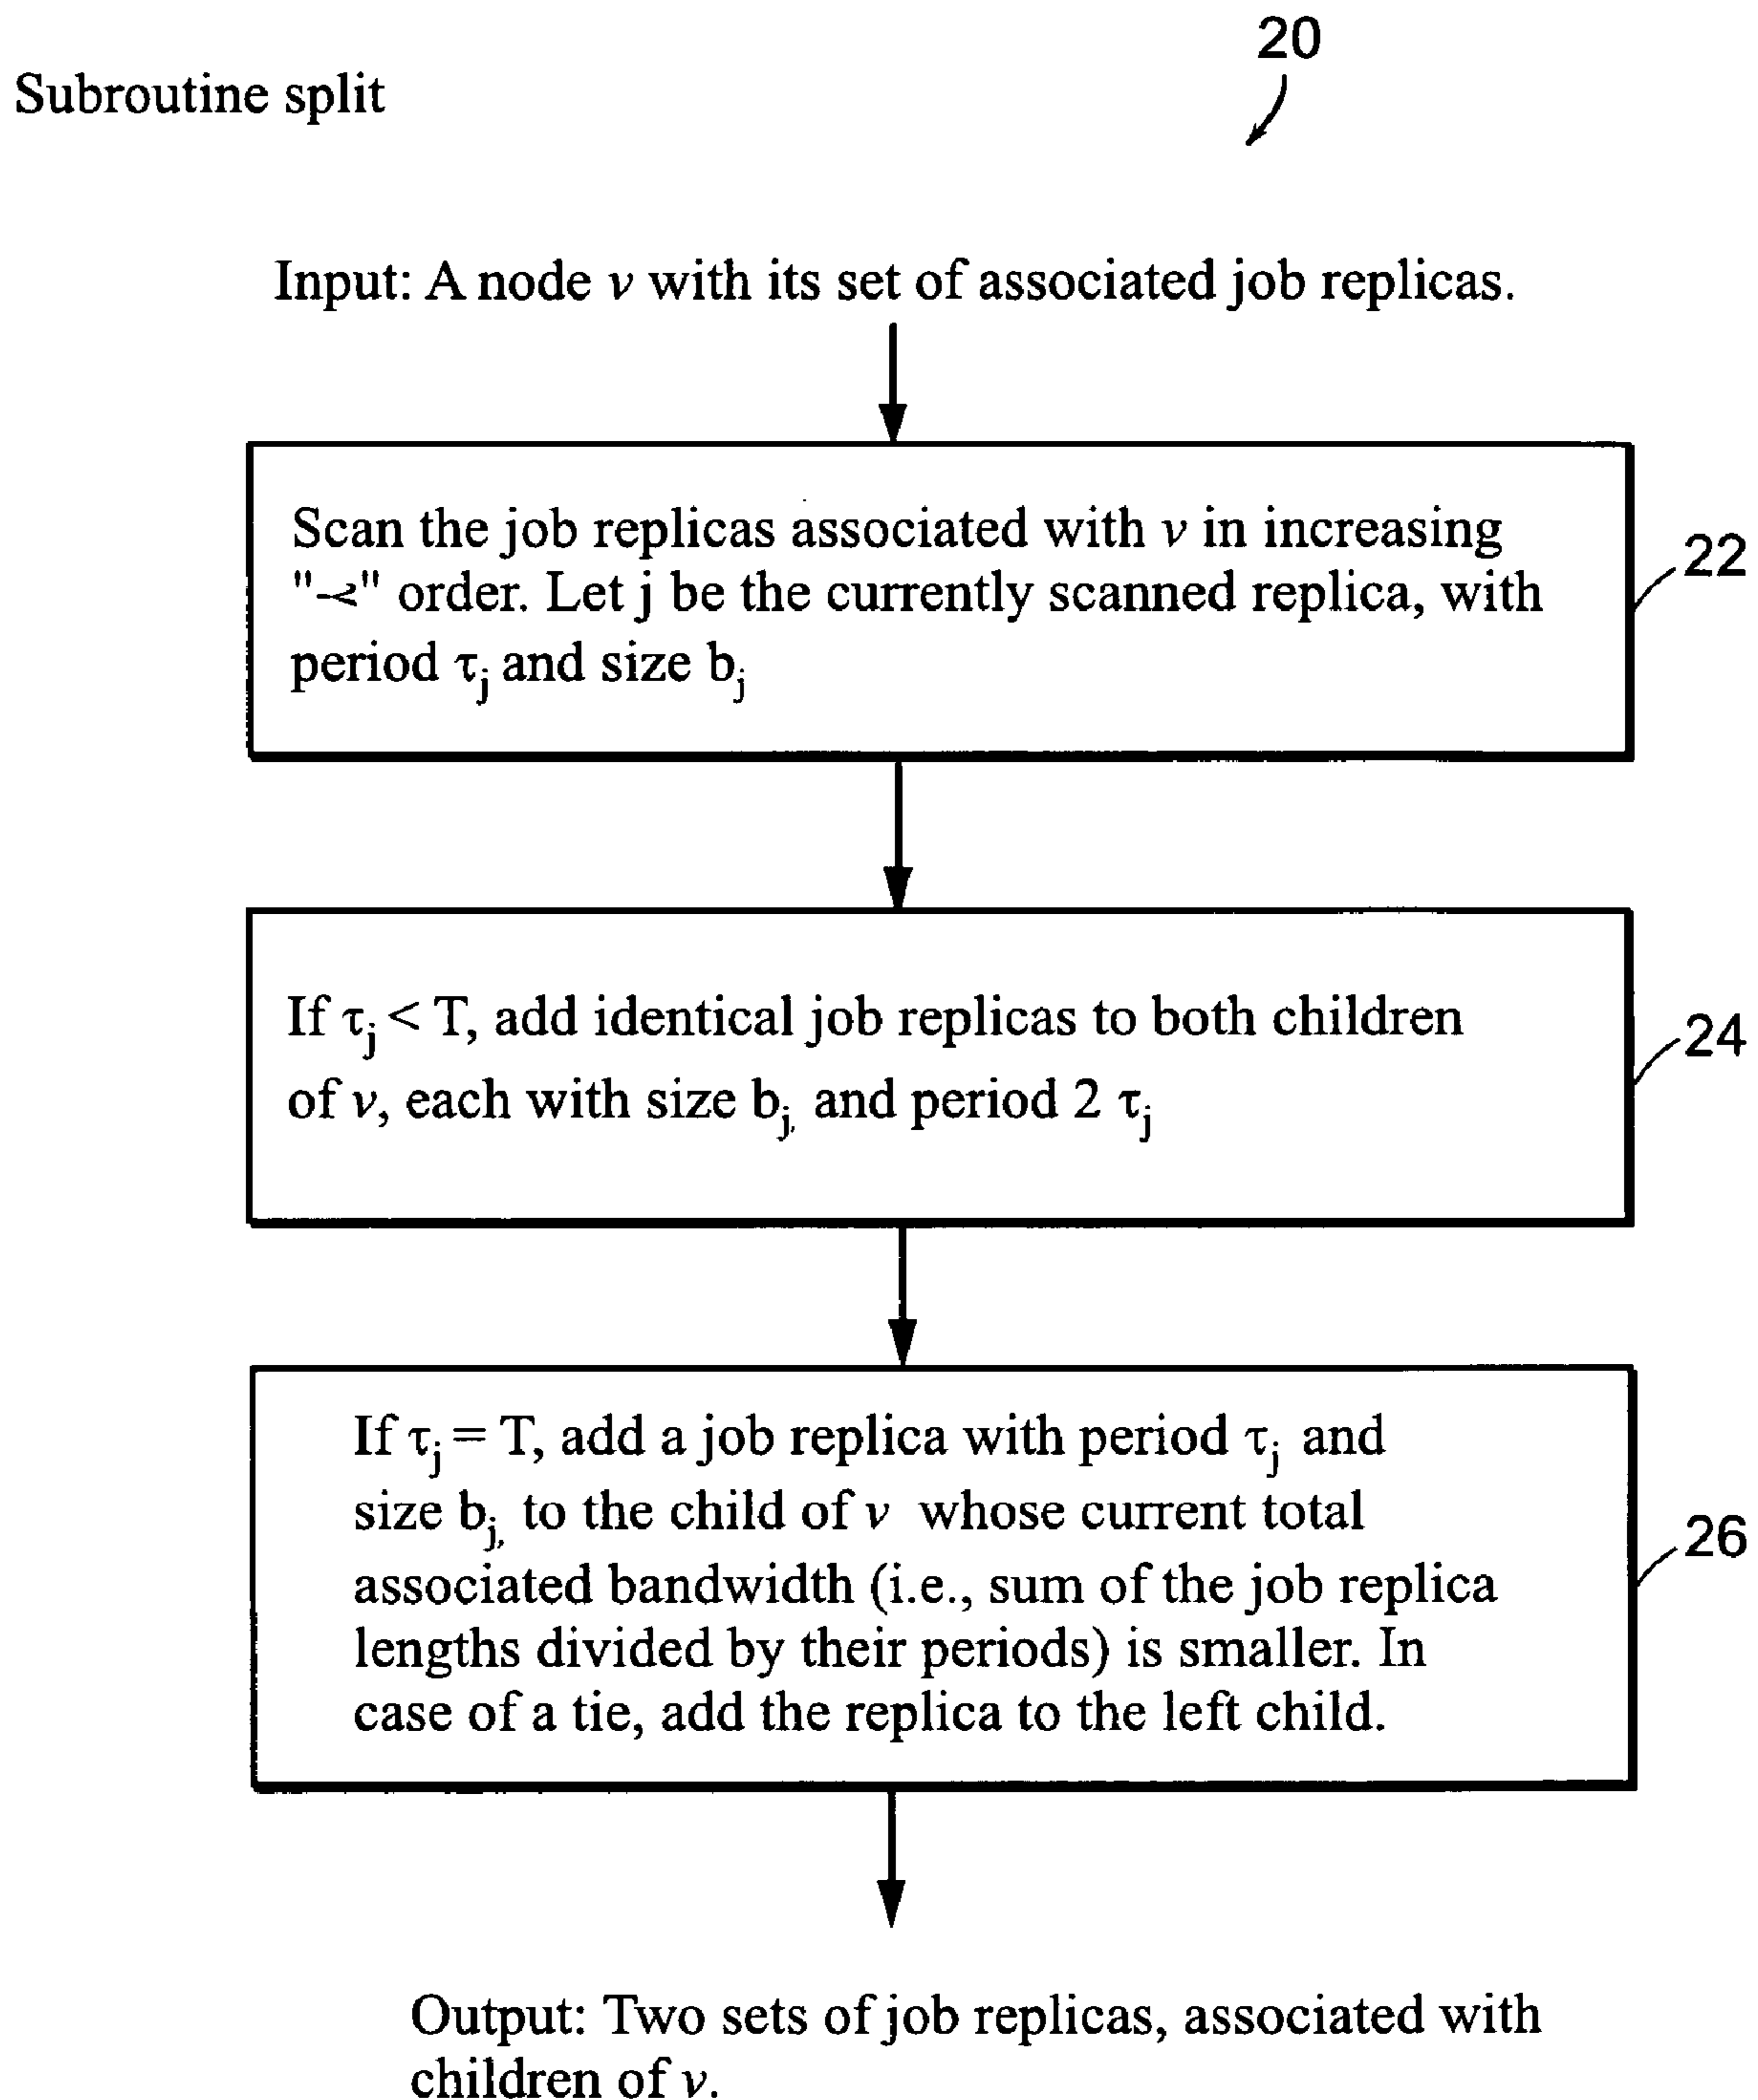 20
Subroutine split
Input: A node v with its set of associated job replicas.
Scan the job replicas associated with v in increasing
"≺" order. Let j be the currently scanned replica, with
period τj and size bj
22
If τj < T, add identical job replicas to both children
of v, each with size bj, and period 2 τj
24
If τj = T, add a job replica with period τj and
size bj, to the child of v whose current total
associated bandwidth (i.e., sum of the job replica
lengths divided by their periods) is smaller. In
case of a tie, add the replica to the left child.
26
Output: Two sets of job replicas, associated with
children of v.